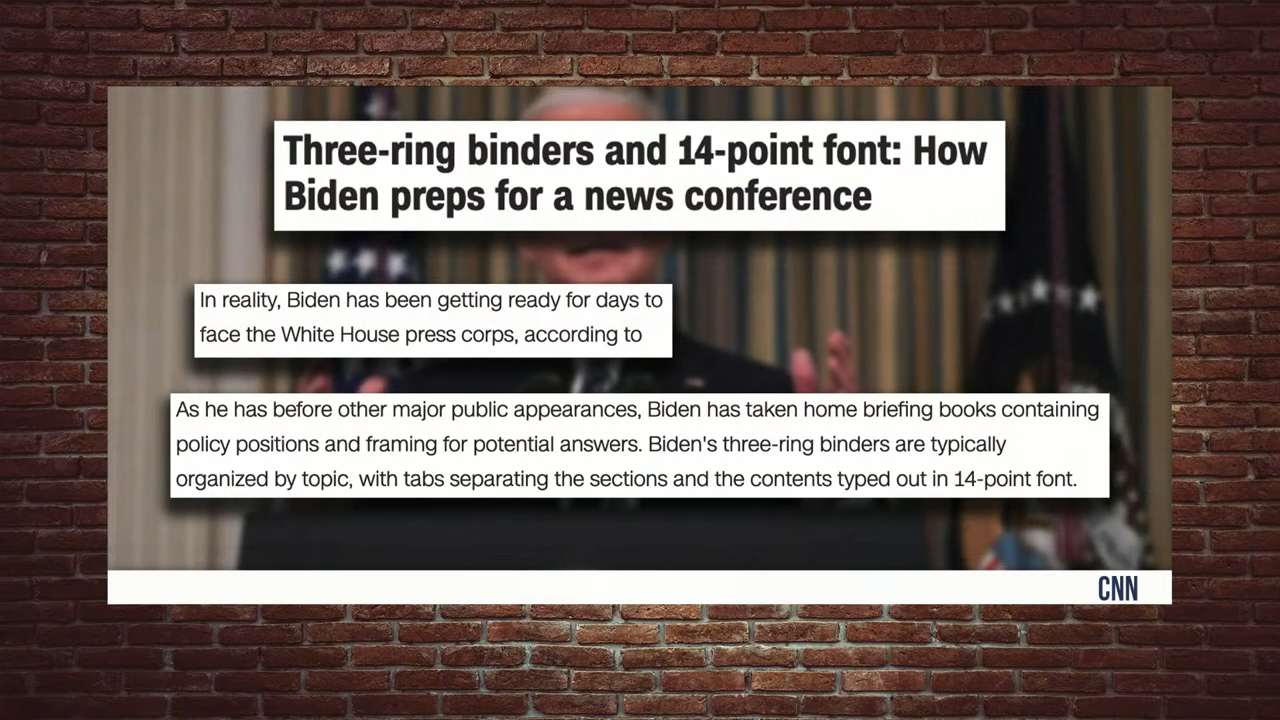 Three-ring binders and 14-point font: How
Biden preps for a news conference
In reality, Biden has been getting ready for days to
face the White House press corps, according to
As he has before other major public appearances, Biden has taken home briefing books containing
policy positions and framing for potential answers. Biden's three-ring binders are typically
organized by topic, with tabs separating the sections and the contents typed out in 14-point font.
CNN